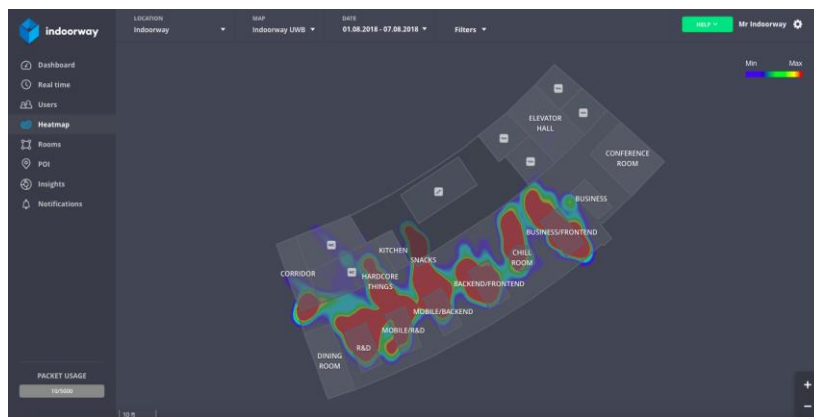 indoorway
LOCATION
Indoorway
MAP
Indoorway UWB
DATE
01.08.2018 - 07.08.2018
Filters
HELP
Mr Indoorway
Dashboard
Real time
Users
Heatmap
Rooms
POI
Insights
Notifications
Min Max
ELEVATOR
HALL
CONFERENCE
ROOM
BUSINESS
BUSINESS/FRONTEND
KITCHEN
SNACKS
CHILL
ROOM
CORRIDOR
HARDCORE
THINGS
BACKEND/FRONTEND
MOBILE/BACKEND
MOBILE/R&D
R&D
DINING
ROOM
PACKET USAGE
10/5000
10 ft
+
−